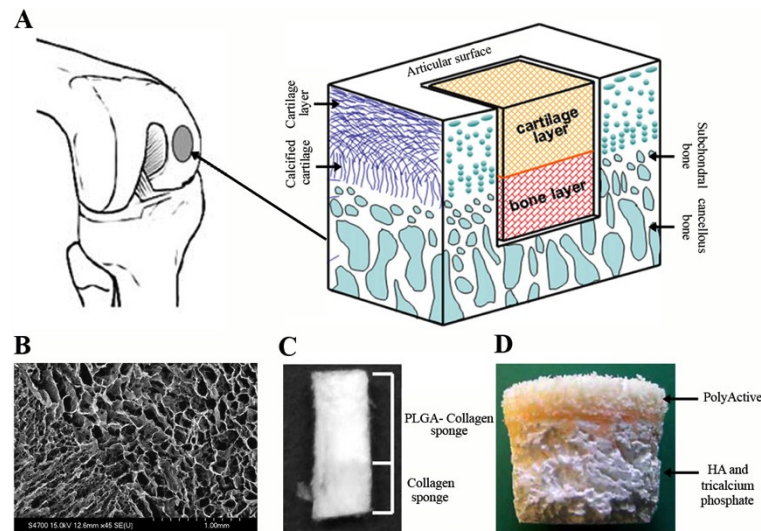 A
Articular surface
Cartilage
layer
Calcified
cartilage
cartilage
layer
bone layer
Subchondral cancellous
bone
bone
B
S4700 15.0kV 12.6mm x45 SE(U)
1.00mm
C
PLGA- Collagen
sponge
Collagen
sponge
D
PolyActive
HA and
tricalcium
phosphate